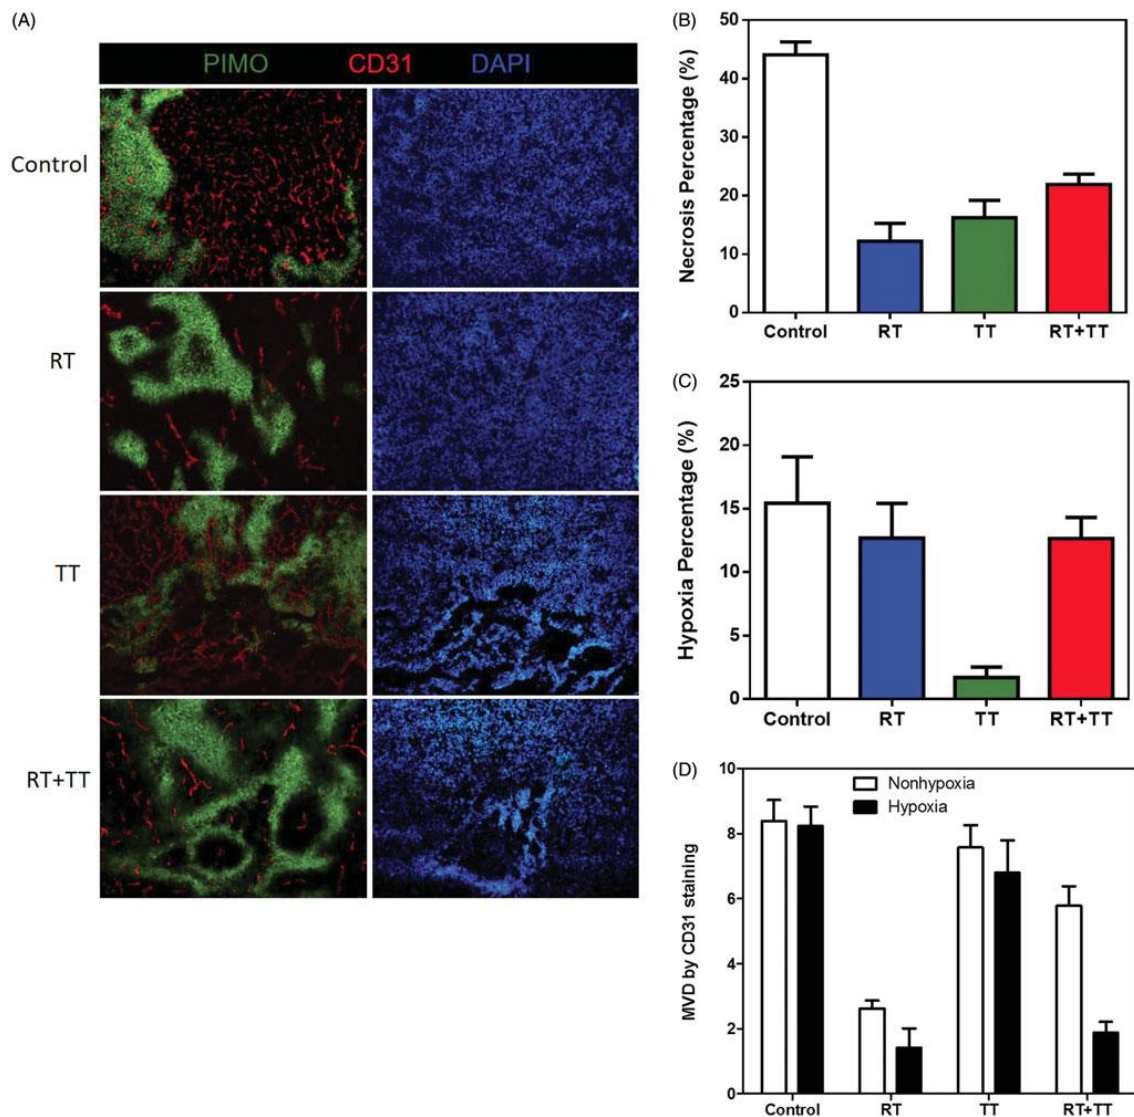 (A)
PIMO CD31 DAPI
Control
RT
TT
RT+TT
(B)
Necrosis Percentage (%)
50
40
30
20
10
0
Control RT TT RT+TT
(C)
Hypoxia Percentage (%)
25
20
15
10
5
0
Control RT TT RT+TT
(D)
MVD by CD31 staining
10
8
6
4
2
0
Nonhypoxia
Hypoxia
Control RT TT RT+TT